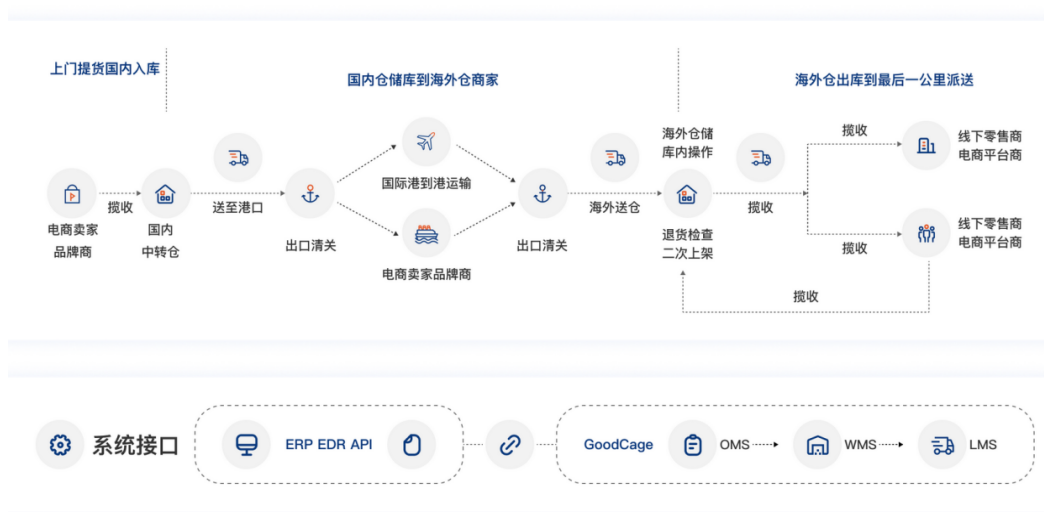 上门提货国内入库
国内仓储库到海外仓商家
海外仓出库到最后一公里派送
电商卖家
品牌商
揽收
国内
中转仓
送至港口
出口清关
国际港到港运输
电商卖家品牌商
出口清关
海外送仓
海外仓储
库内操作
退货检查
二次上架
揽收
揽收
线下零售商
电商平台商
揽收
线下零售商
电商平台商
揽收
系统接口
ERP EDR API
GoodCage
OMS
WMS
LMS